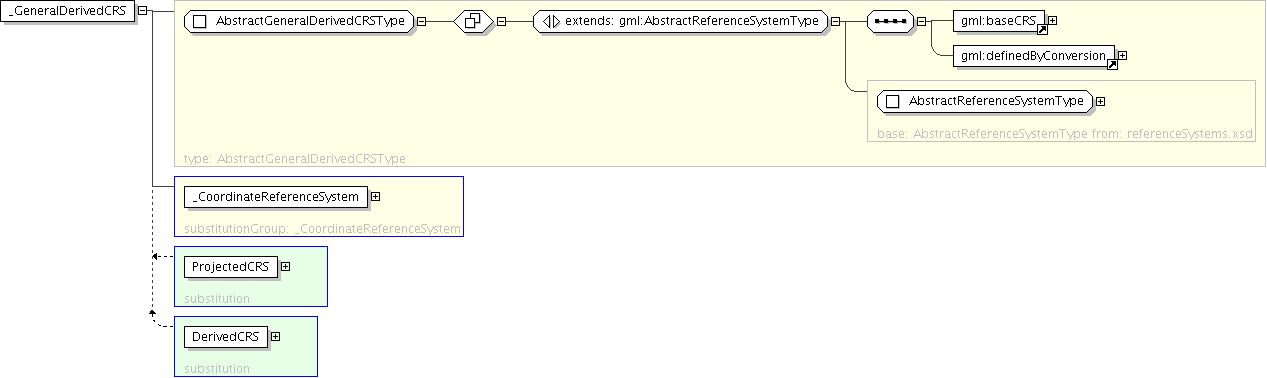 _GeneralDerivedCRS
AbstractGeneralDerivedCRSType
extends: gml:AbstractReferenceSystemType
gml:baseCRS
gml:definedByConversion
AbstractReferenceSystemType
base: AbstractReferenceSystemType from: referenceSystems.xsd
type: AbstractGeneralDerivedCRSType
_CoordinateReferenceSystem
substitutionGroup: _CoordinateReferenceSystem
ProjectedCRS
substitution
DerivedCRS
substitution